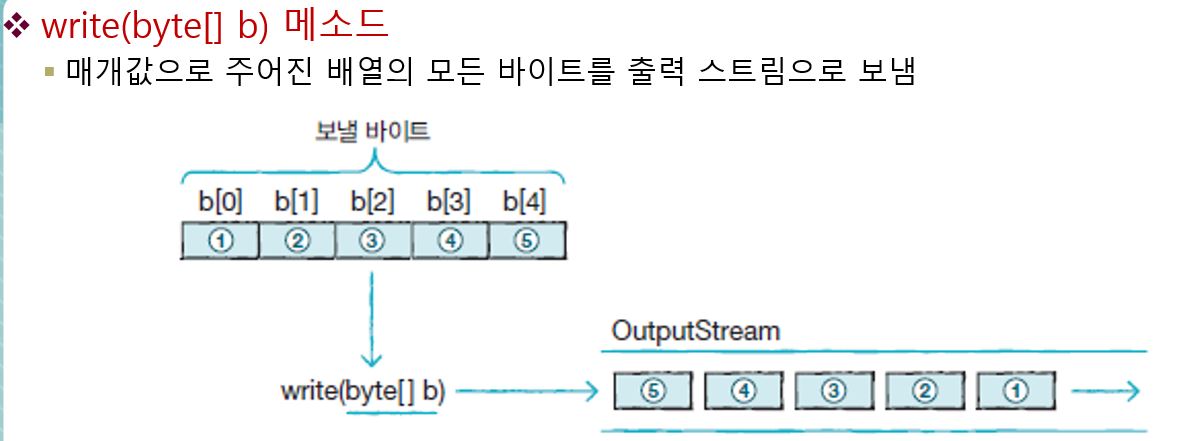 ❖ write(byte[] b) 메소드
▪ 매개값으로 주어진 배열의 모든 바이트를 출력 스트림으로 보냄
보낼 바이트
b[0] b[1] b[2] b[3] b[4]
① ② ③ ④ ⑤
OutputStream
write(byte[] b) ⑤ ④ ③ ② ①